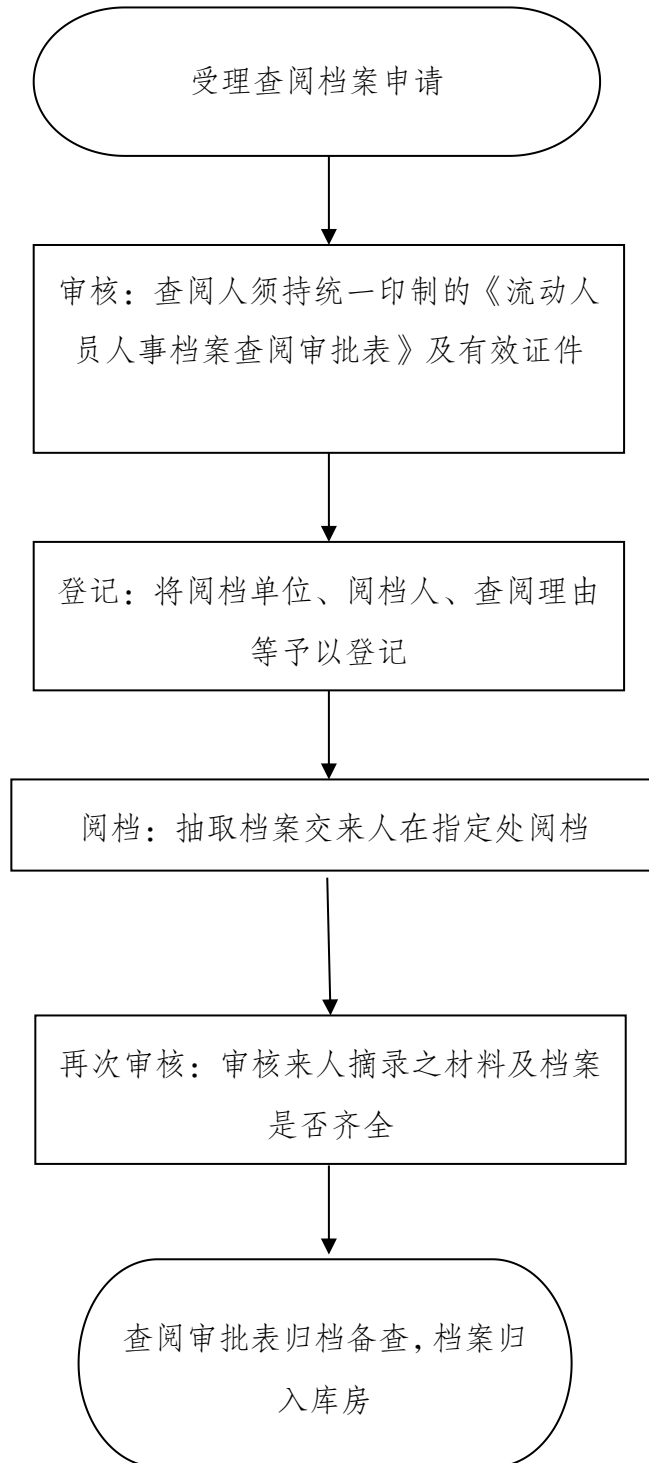 受理查阅档案申请
审核：查阅人须持统一印制的《流动人
员人事档案查阅审批表》及有效证件
登记：将阅档单位、阅档人、查阅理由
等予以登记
阅档：抽取档案交来人在指定处阅档
再次审核：审核来人摘录之材料及档案
是否齐全
查阅审批表归档备查,档案归
入库房